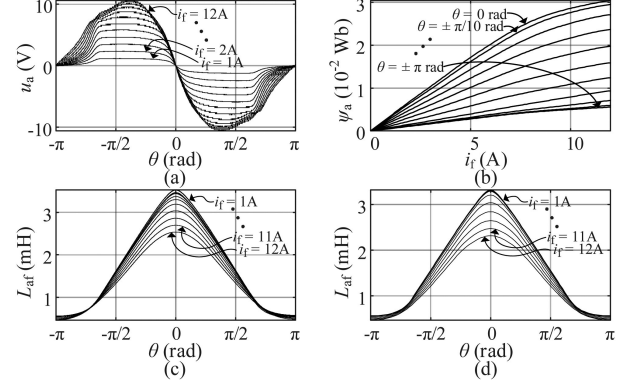 10
0
-10
u_a (V)
i_f = 12A
i_f = 2A
i_f = 1A
-π -π/2 0 π/2 π
θ (rad)
(a)
3
2
1
0
ψ_a (10^-2 Wb)
θ = 0 rad
θ = ± π/10 rad
θ = ± π rad
0 5 10
i_f (A)
(b)
3
2
1
L_af (mH)
i_f = 1A
i_f = 11A
i_f = 12A
-π -π/2 0 π/2 π
θ (rad)
(c)
3
2
1
L_af (mH)
i_f = 1A
i_f = 11A
i_f = 12A
-π -π/2 0 π/2 π
θ (rad)
(d)